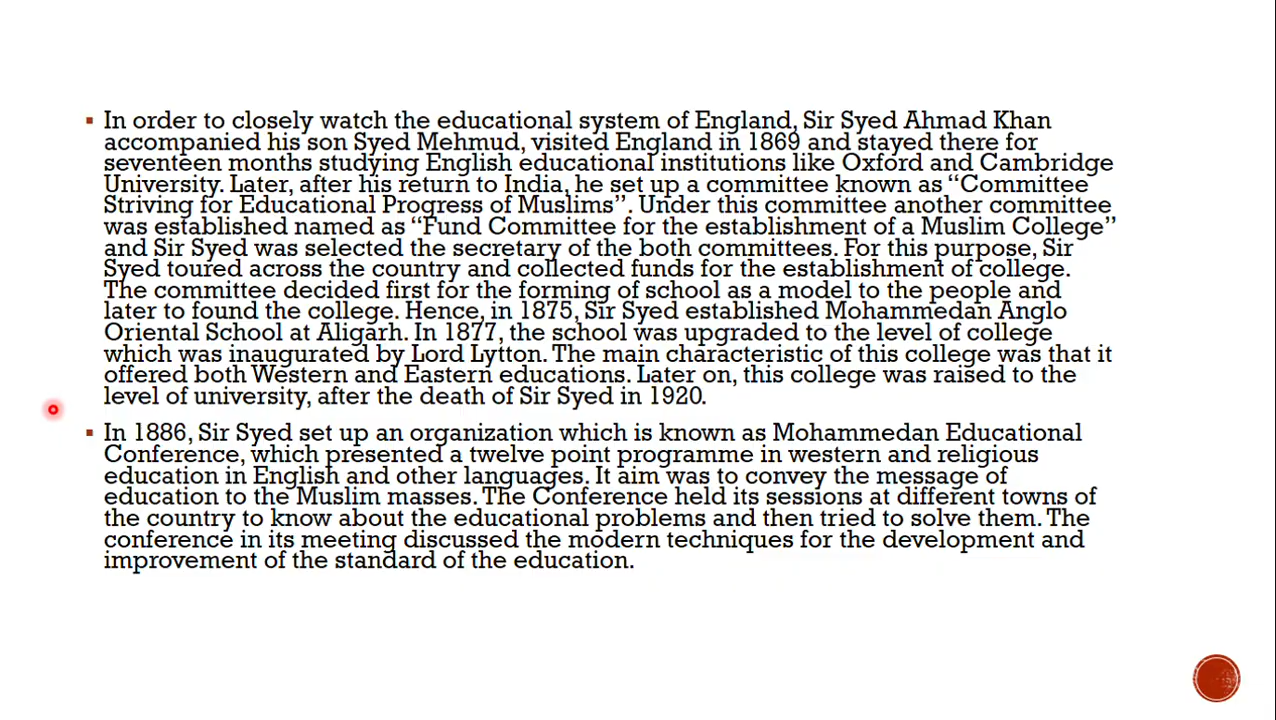 In order to closely watch the educational system of England, Sir Syed Ahmad Khan
accompanied his son Syed Mehmud, visited England in 1869 and stayed there for
seventeen months studying English educational institutions like Oxford and Cambridge
University. Later, after his return to India, he set up a committee known as “Committee
Striving for Educational Progress of Muslims”. Under this committee another committee
was established named as “Fund Committee for the establishment of a Muslim College”
and Sir Syed was selected the secretary of the both committees. For this purpose, Sir
Syed toured across the country and collected funds for the establishment of college.
The committee decided first for the forming of school as a model to the people and
later to found the college. Hence, in 1875, Sir Syed established Mohammedan Anglo
Oriental School at Aligarh. In 1877, the school was upgraded to the level of college
which was inaugurated by Lord Lytton. The main characteristic of this college was that it
offered both Western and Eastern educations. Later on, this college was raised to the
level of university, after the death of Sir Syed in 1920.
In 1886, Sir Syed set up an organization which is known as Mohammedan Educational
Conference, which presented a twelve point programme in western and religious
education in English and other languages. It aim was to convey the message of
education to the Muslim masses. The Conference held its sessions at different towns of
the country to know about the educational problems and then tried to solve them. The
conference in its meeting discussed the modern techniques for the development and
improvement of the standard of the education.